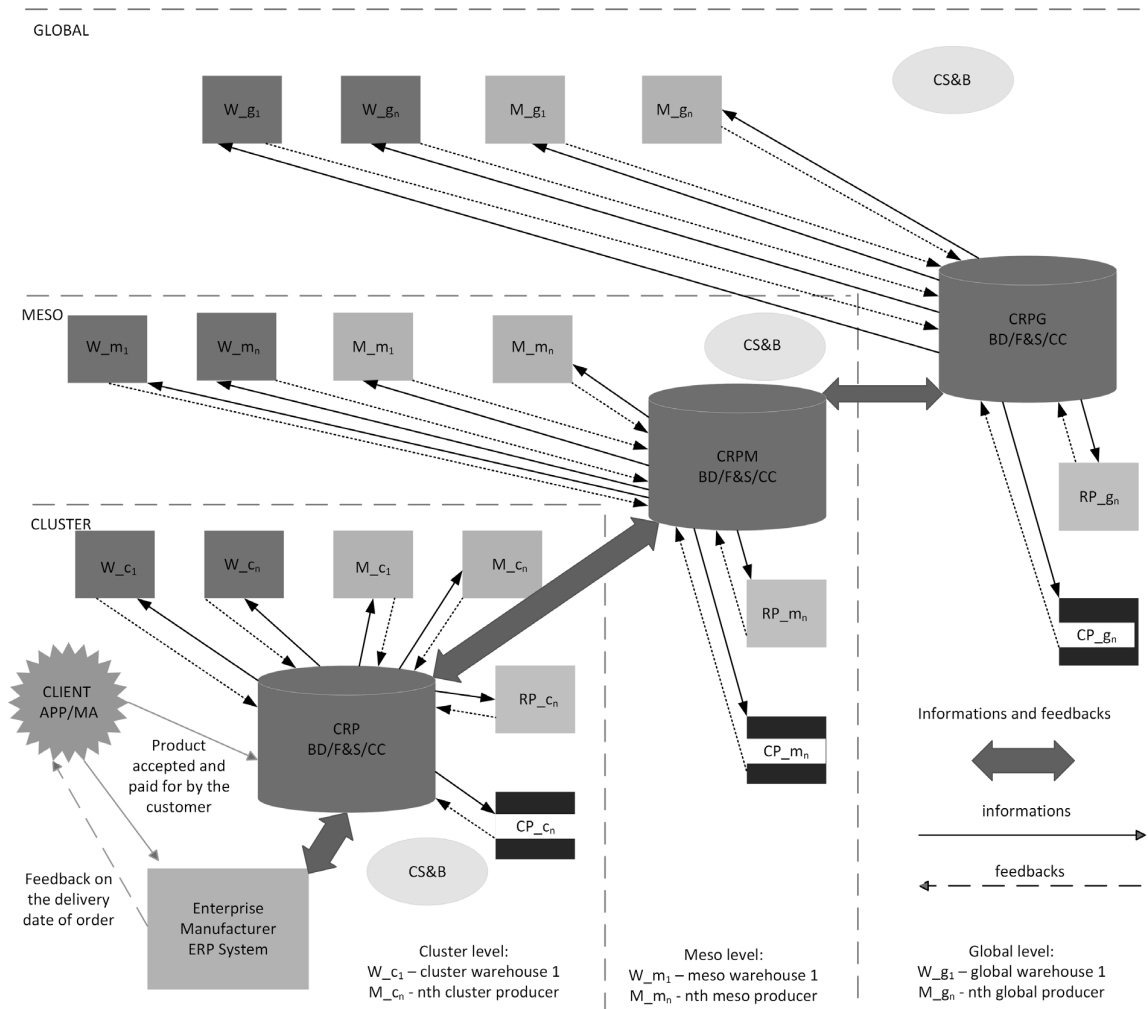 GLOBAL
CS&B
W_g₁
W_gₙ
M_g₁
M_gₙ
CRPG
BD/F&S/CC
MESO
W_m₁
W_mₙ
M_m₁
M_mₙ
CS&B
CRPM
BD/F&S/CC
RP_gₙ
CP_gₙ
CLUSTER
W_c₁
W_cₙ
M_c₁
M_cₙ
RP_mₙ
CP_mₙ
CLIENT
APP/MA
CRP
BD/F&S/CC
RP_cₙ
Product
accepted and
paid for by the
customer
CP_cₙ
CS&B
Feedback on
the delivery
date of order
Enterprise
Manufacturer
ERP System
Informations and feedbacks
informations
feedbacks
Cluster level:
W_c₁ – cluster warehouse 1
M_cₙ - nth cluster producer
Meso level:
W_m₁ – meso warehouse 1
M_mₙ - nth meso producer
Global level:
W_g₁ – global warehouse 1
M_gₙ - nth global producer